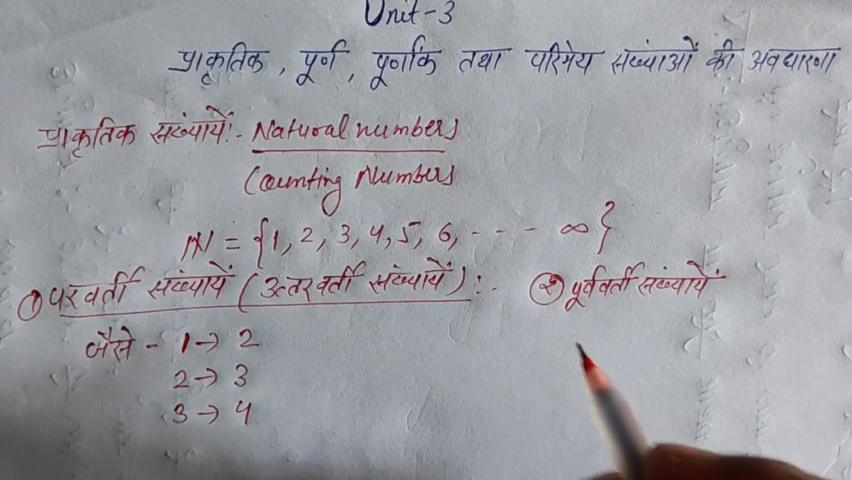 Unit-3
प्राकृतिक, पूर्ण, पूर्णांक तथा परिमेय संख्याओं की अवधारणा
प्राकृतिक संख्यायें:- Natural numbers
Counting Numbers
N = {1, 2, 3, 4, 5, 6, - - - - ∞}
① परवर्ती संख्यायें (उत्तरवर्ती संख्यायें) :-
② पूर्ववर्ती संख्यायें
जैसे - 1→ 2
2→ 3
3→ 4